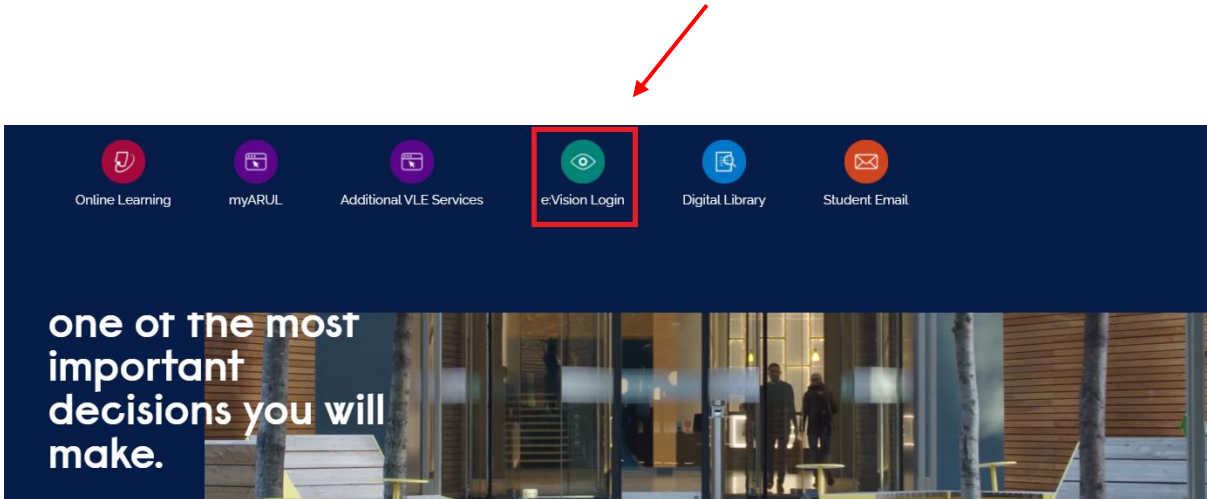 Online Learning
myARUL
Additional VLE Services
e:Vision Login
Digital Library
Student Email
one of the most
important
decisions you will
make.